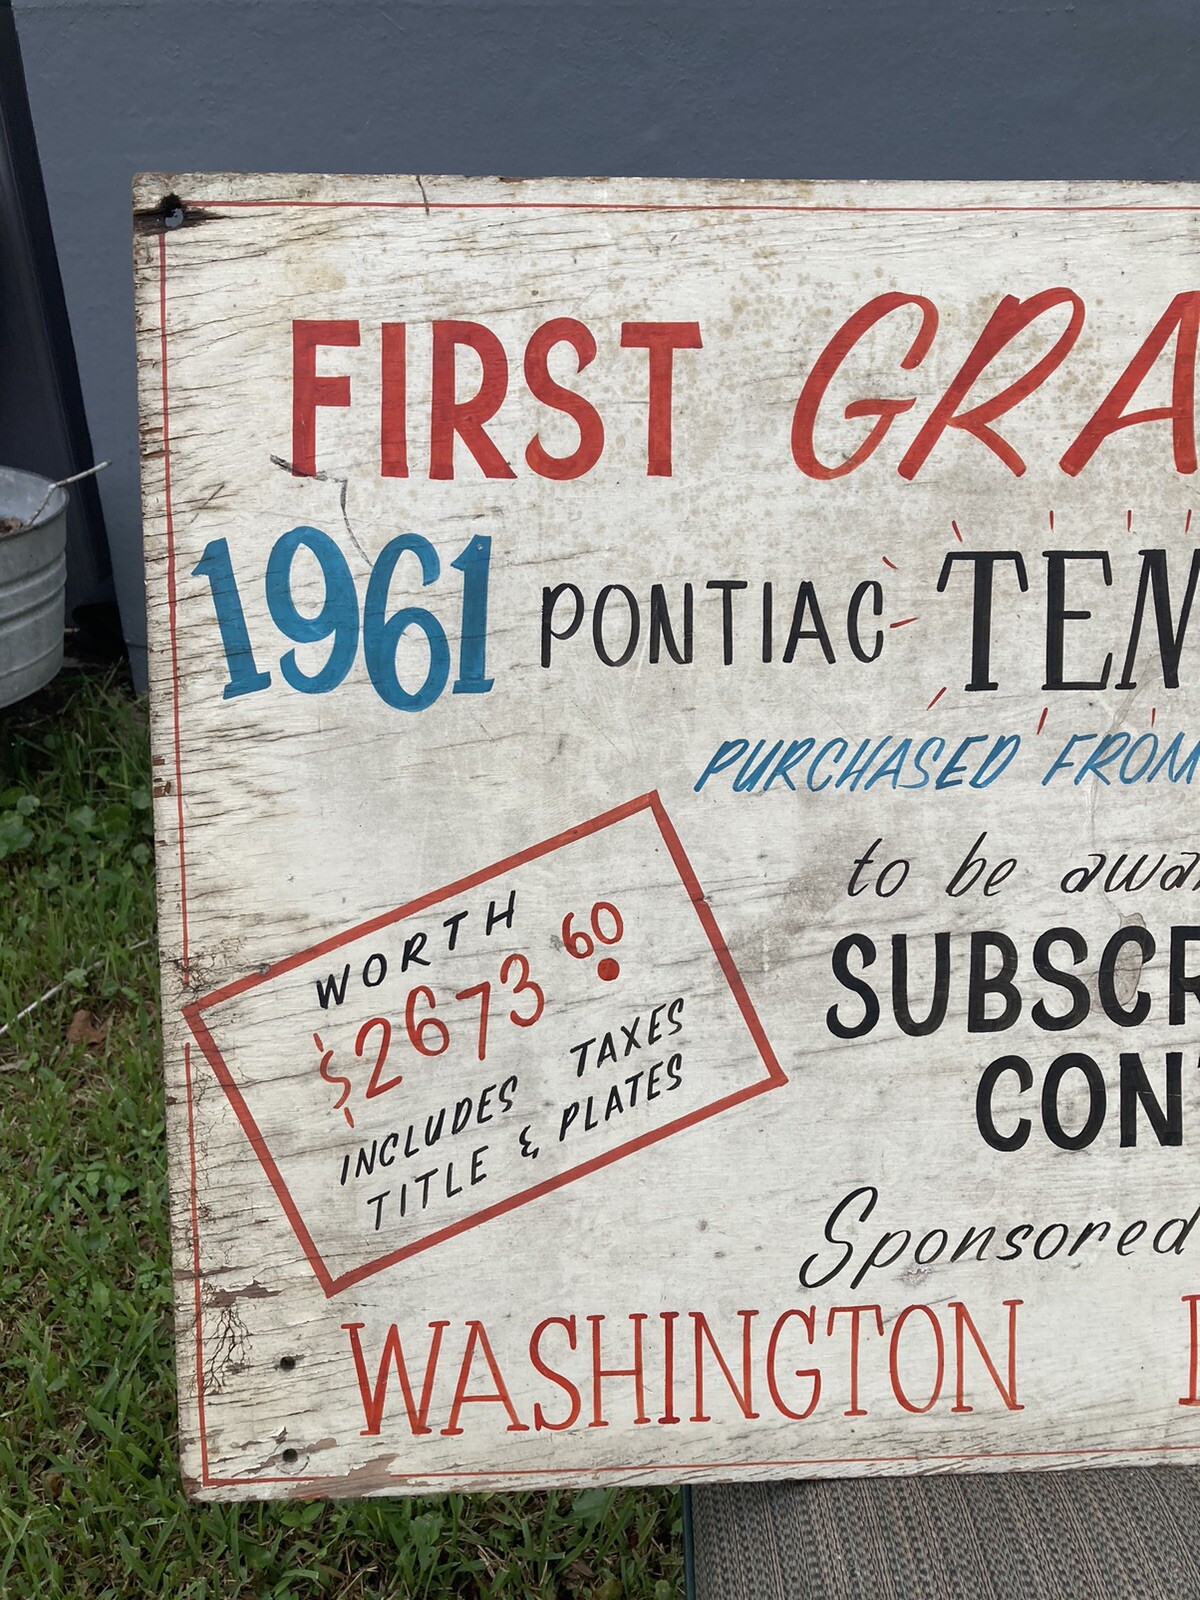 FIRST GRA
1961 PONTIAC TEM
PURCHASED FROM
to be awar
SUBSCR
CONT
WORTH
$2673.60
INCLUDES TAXES
TITLE & PLATES
Sponsored
WASHINGTON